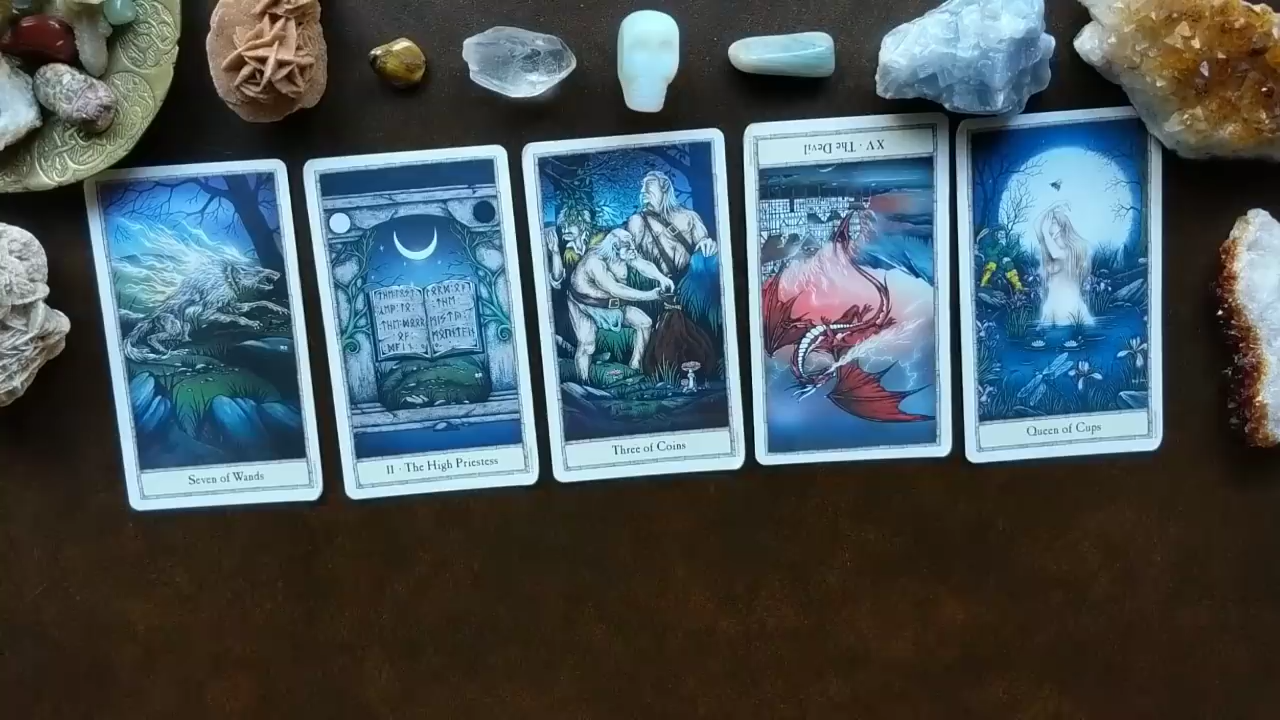 Seven of Wands
II · The High Priestess
Three of Coins
XV · The Devil
Queen of Cups